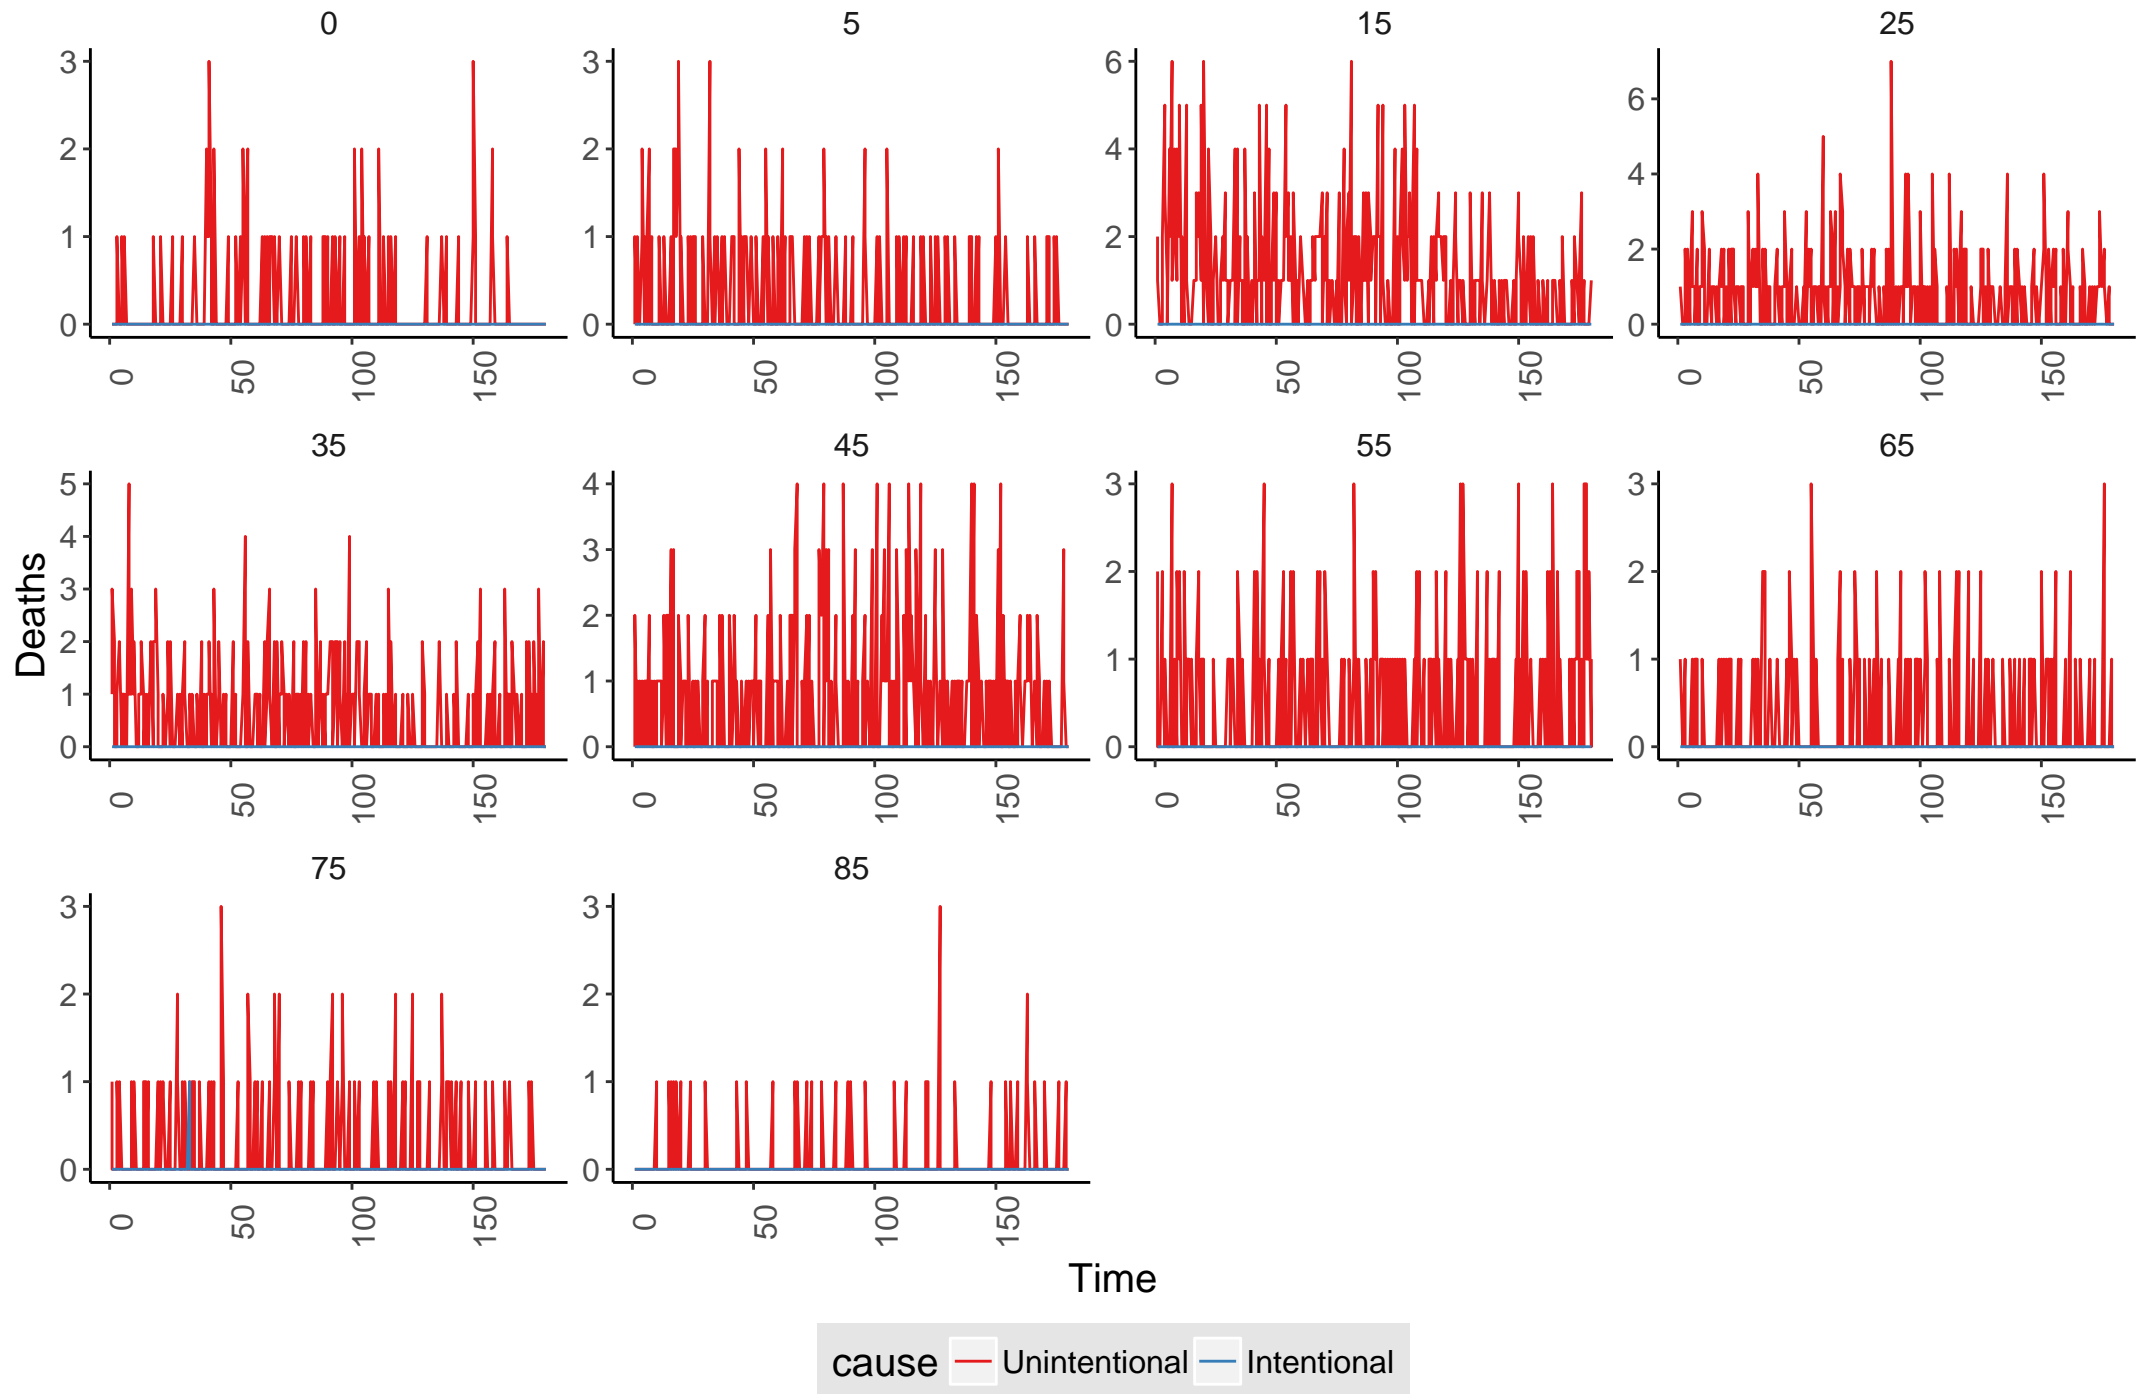 0 5 15 25
3 3 6
2 2 4 6
1 1 2 4
0 0 0 2
0
0 50 100 150 0 50 100 150 0 50 100 150 0 50 100 150
35 45 55 65
5 4 3 3
4 3 2 2
3 2 1 1
2 1 0 0
1 0
0
0 50 100 150 0 50 100 150 0 50 100 150 0 50 100 150
Deaths
75 85
3 3
2 2
1 1
0 0
0 50 100 150 0 50 100 150
Time
cause Unintentional Intentional